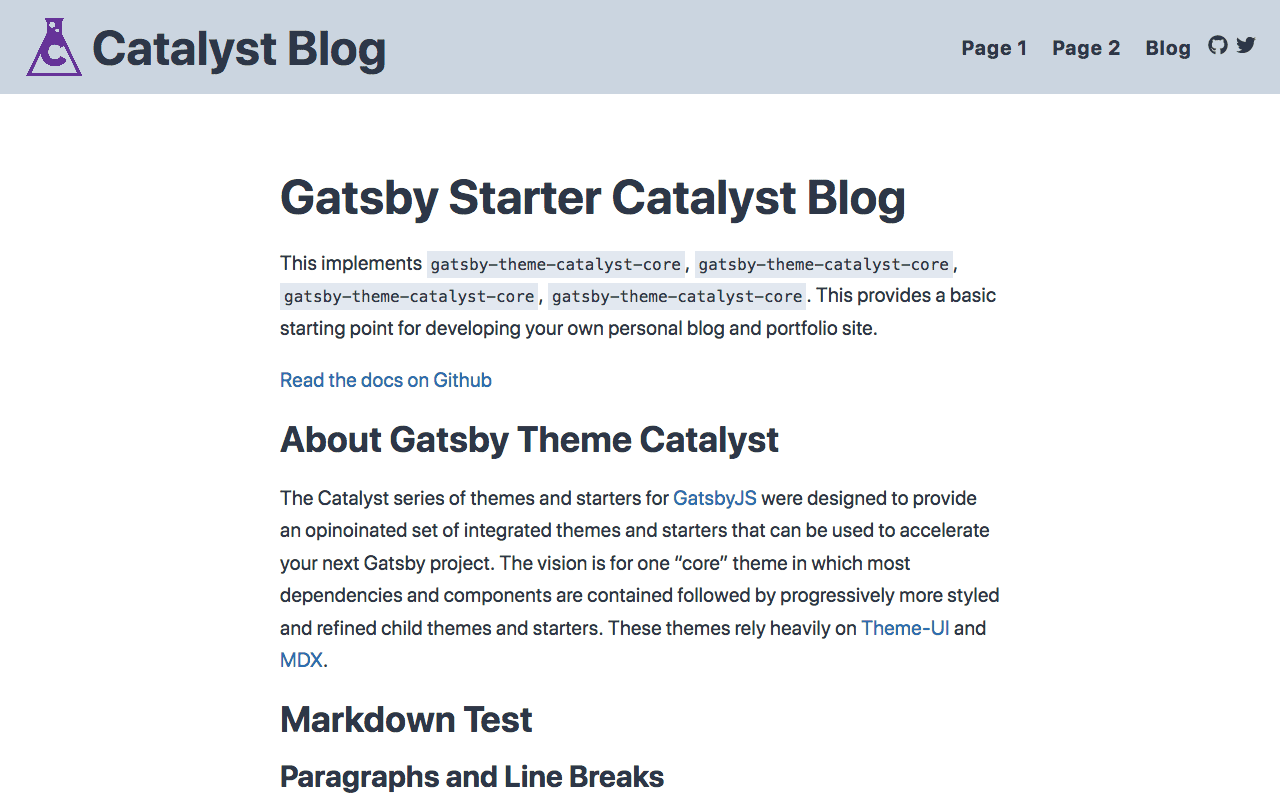 C
Catalyst Blog
Page 1
Page 2
Blog
Gatsby Starter Catalyst Blog
This implements gatsby-theme-catalyst-core, gatsby-theme-catalyst-core,
gatsby-theme-catalyst-core, gatsby-theme-catalyst-core. This provides a basic
starting point for developing your own personal blog and portfolio site.
Read the docs on Github
About Gatsby Theme Catalyst
The Catalyst series of themes and starters for GatsbyJS were designed to provide
an opinoinated set of integrated themes and starters that can be used to accelerate
your next Gatsby project. The vision is for one “core” theme in which most
dependencies and components are contained followed by progressively more styled
and refined child themes and starters. These themes rely heavily on Theme-UI and
MDX.
Markdown Test
Paragraphs and Line Breaks